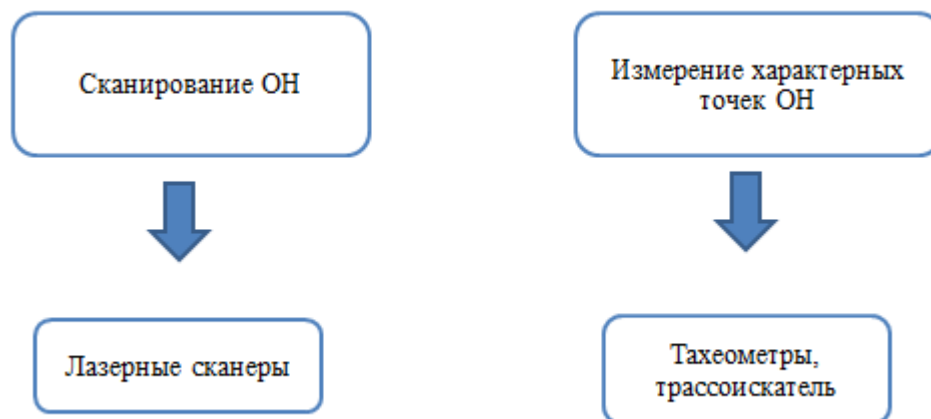 Сканирование ОН
Измерение характерных
точек ОН
Лазерные сканеры
Тахеометры,
трассоискатель